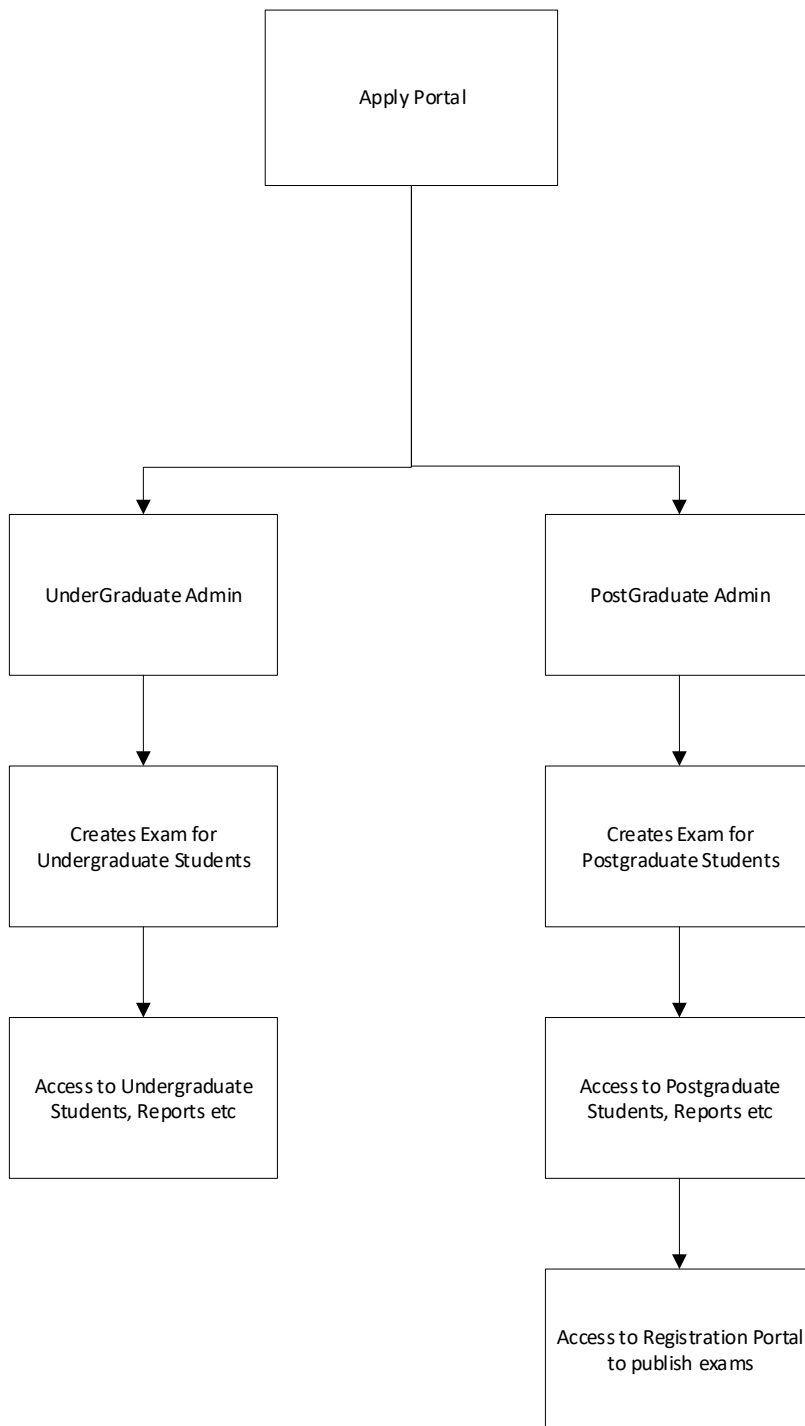 Apply Portal
UnderGraduate Admin
PostGraduate Admin
Creates Exam for
Undergraduate Students
Creates Exam for
Postgraduate Students
Access to Undergraduate
Students, Reports etc
Access to Postgraduate
Students, Reports etc
Access to Registration Portal
to publish exams